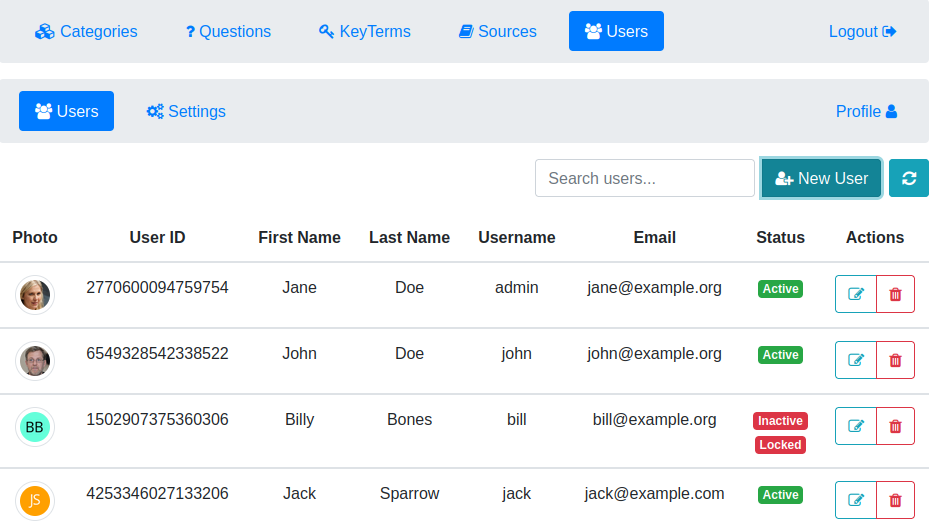 Categories ? Questions KeyTerms Sources Users Logout
Users Settings Profile
Search users... New User
Photo User ID First Name Last Name Username Email Status Actions
2770600094759754 Jane Doe admin jane@example.org Active
6549328542338522 John Doe john john@example.org Active
BB 1502907375360306 Billy Bones bill bill@example.org Inactive
Locked
JS 4253346027133206 Jack Sparrow jack jack@example.com Active